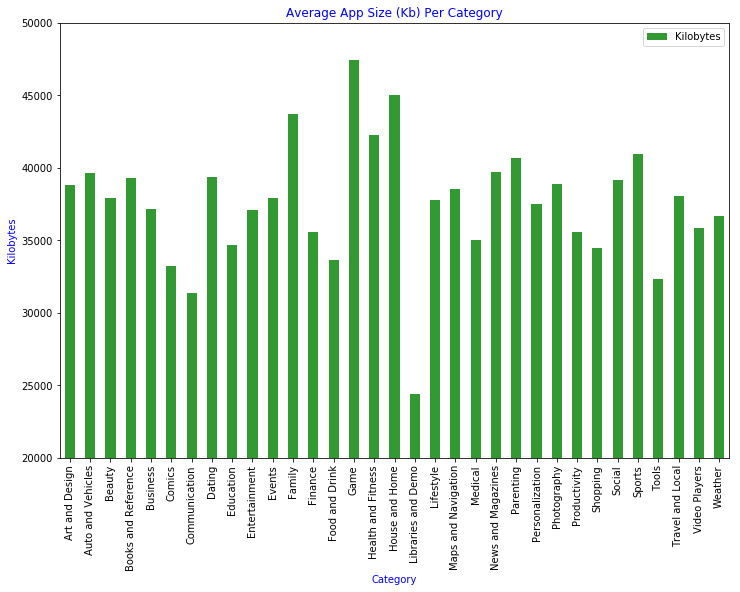 Average App Size (Kb) Per Category
Kilobytes
50000
45000
40000
35000
30000
25000
20000
Kilobytes
Art and Design
Auto and Vehicles
Beauty
Books and Reference
Business
Comics
Communication
Dating
Education
Entertainment
Events
Family
Finance
Food and Drink
Game
Health and Fitness
House and Home
Libraries and Demo
Lifestyle
Maps and Navigation
Medical
News and Magazines
Parenting
Personalization
Photography
Productivity
Shopping
Social
Sports
Tools
Travel and Local
Video Players
Weather
Category